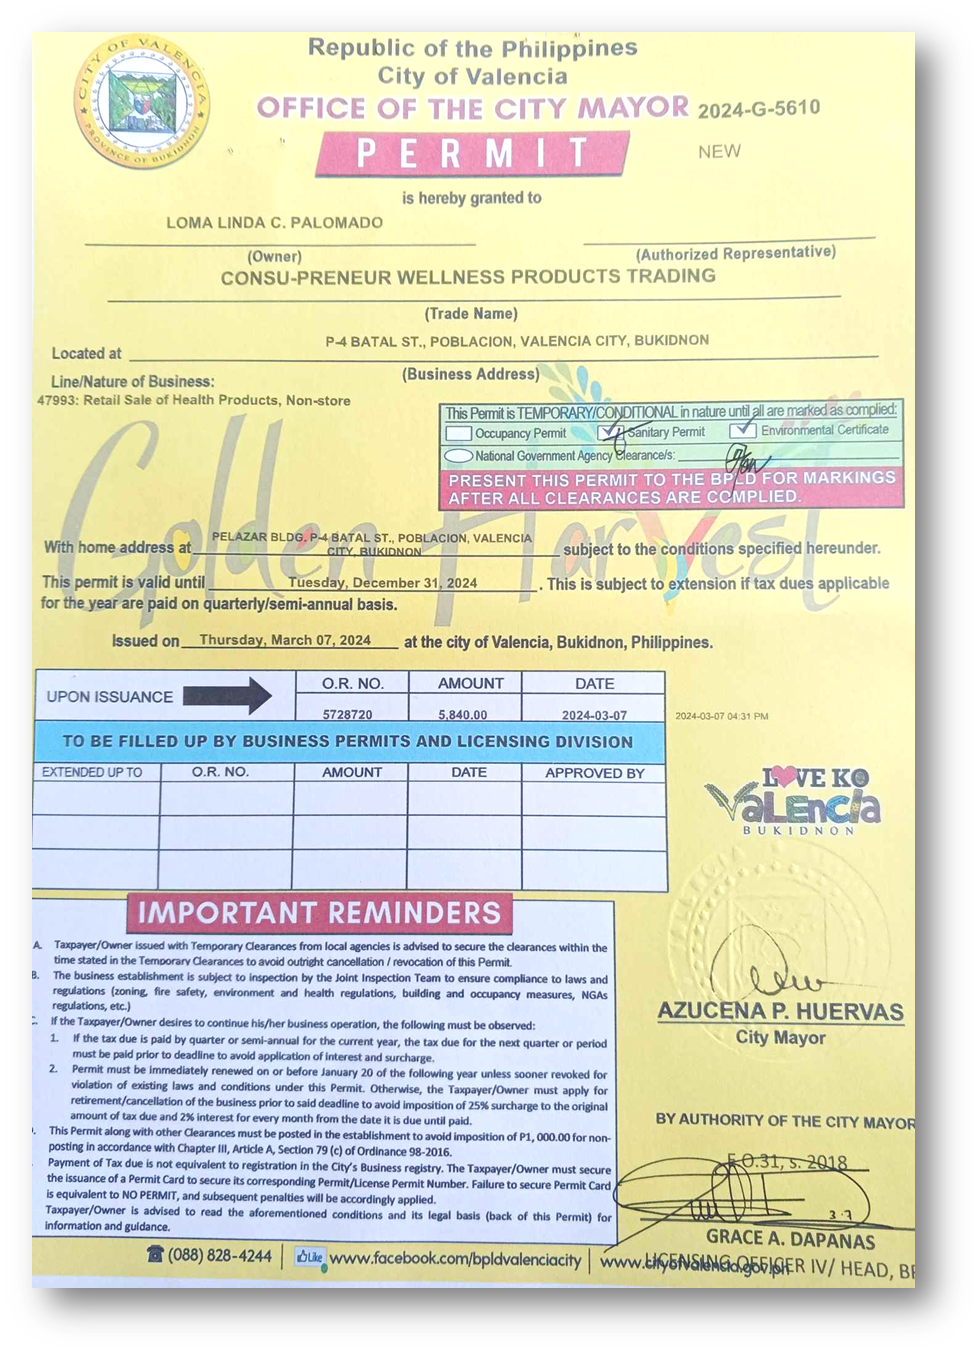 CITY OF VALENCIA
PROVINCE OF BUKIDNON
Republic of the Philippines
City of Valencia
OFFICE OF THE CITY MAYOR 2024-G-5610
PERMIT
NEW
is hereby granted to
LOMA LINDA C. PALOMADO
(Owner) (Authorized Representative)
CONSU-PRENEUR WELLNESS PRODUCTS TRADING
(Trade Name)
Located at P-4 BATAL ST., POBLACION, VALENCIA CITY, BUKIDNON
(Business Address)
Line/Nature of Business:
47993: Retail Sale of Health Products, Non-store
This Permit is TEMPORARY/CONDITIONAL in nature until all are marked as complied:
Occupancy Permit Sanitary Permit Environmental Certificate
National Government Agency Clearance/s:
PRESENT THIS PERMIT TO THE BPLD FOR MARKINGS
AFTER ALL CLEARANCES ARE COMPLIED.
Golden Harvest
With home address at PELAZAR BLDG. P-4 BATAL ST., POBLACION, VALENCIA
CITY, BUKIDNON subject to the conditions specified hereunder.
This permit is valid until Tuesday, December 31, 2024 . This is subject to extension if tax dues applicable
for the year are paid on quarterly/semi-annual basis.
Issued on Thursday, March 07, 2024 at the city of Valencia, Bukidnon, Philippines.
UPON ISSUANCE O.R. NO. AMOUNT DATE
5728720 5,840.00 2024-03-07
2024-03-07 04:31 PM
TO BE FILLED UP BY BUSINESS PERMITS AND LICENSING DIVISION
EXTENDED UP TO O.R. NO. AMOUNT DATE APPROVED BY
LOVE KO
VaLEncia
BUKIDNON
IMPORTANT REMINDERS
A. Taxpayer/Owner issued with Temporary Clearances from local agencies is advised to secure the clearances within the
time stated in the Temporary Clearances to avoid outright cancellation / revocation of this Permit.
B. The business establishment is subject to inspection by the Joint Inspection Team to ensure compliance to laws and
regulations (zoning, fire safety, environment and health regulations, building and occupancy measures, NGAs
regulations, etc.)
If the Taxpayer/Owner desires to continue his/her business operation, the following must be observed:
1. If the tax due is paid by quarter or semi-annual for the current year, the tax due for the next quarter or period
must be paid prior to deadline to avoid application of interest and surcharge.
2. Permit must be immediately renewed on or before January 20 of the following year unless sooner revoked for
violation of existing laws and conditions under this Permit. Otherwise, the Taxpayer/Owner must apply for
retirement/cancellation of the business prior to said deadline to avoid imposition of 25% surcharge to the original
amount of tax due and 2% interest for every month from the date it is due until paid.
This Permit along with other Clearances must be posted in the establishment to avoid imposition of P1, 000.00 for non-
posting in accordance with Chapter III, Article A, Section 79 (c) of Ordinance 98-2016.
Payment of Tax due is not equivalent to registration in the City's Business registry. The Taxpayer/Owner must secure
the issuance of a Permit Card to secure its corresponding Permit/License Permit Number. Failure to secure Permit Card
is equivalent to NO PERMIT, and subsequent penalties will be accordingly applied.
Taxpayer/Owner is advised to read the aforementioned conditions and its legal basis (back of this Permit) for
information and guidance.
AZUCENA P. HUERVAS
City Mayor
BY AUTHORITY OF THE CITY MAYOR
E.O.31, s. 2018
3-7
GRACE A. DAPANAS
LICENSING OFFICER IV/ HEAD, BP
(088) 828-4244 | Like www.facebook.com/bpldvalenciacity | www.cityofvalencia.gov.ph